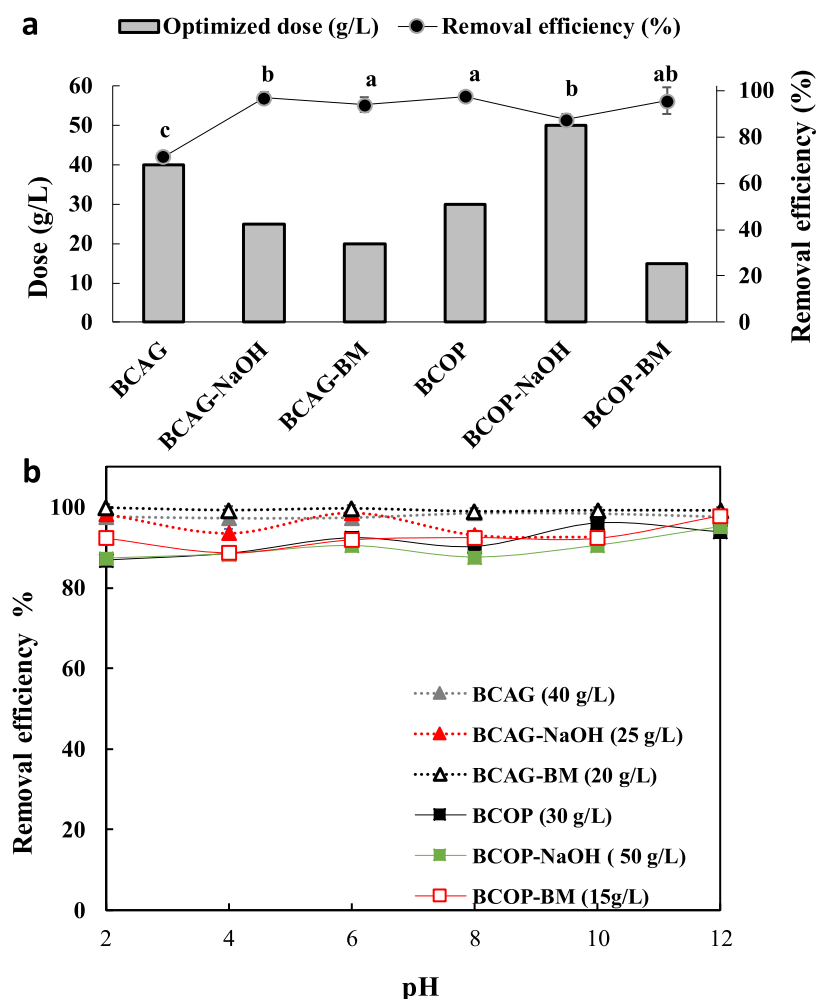 a
Optimized dose (g/L)
Removal efficiency (%)
60
50
40
30
20
10
0
Dose (g/L)
c
b
a
a
b
ab
100
80
60
40
20
0
Removal efficiency (%)
BCAG
BCAG-NaOH
BCAG-BM
BCOP
BCOP-NaOH
BCOP-BM
b
100
80
60
40
20
0
Removal efficiency %
BCAG (40 g/L)
BCAG-NaOH (25 g/L)
BCAG-BM (20 g/L)
BCOP (30 g/L)
BCOP-NaOH ( 50 g/L)
BCOP-BM (15g/L)
2 4 6 8 10 12
pH